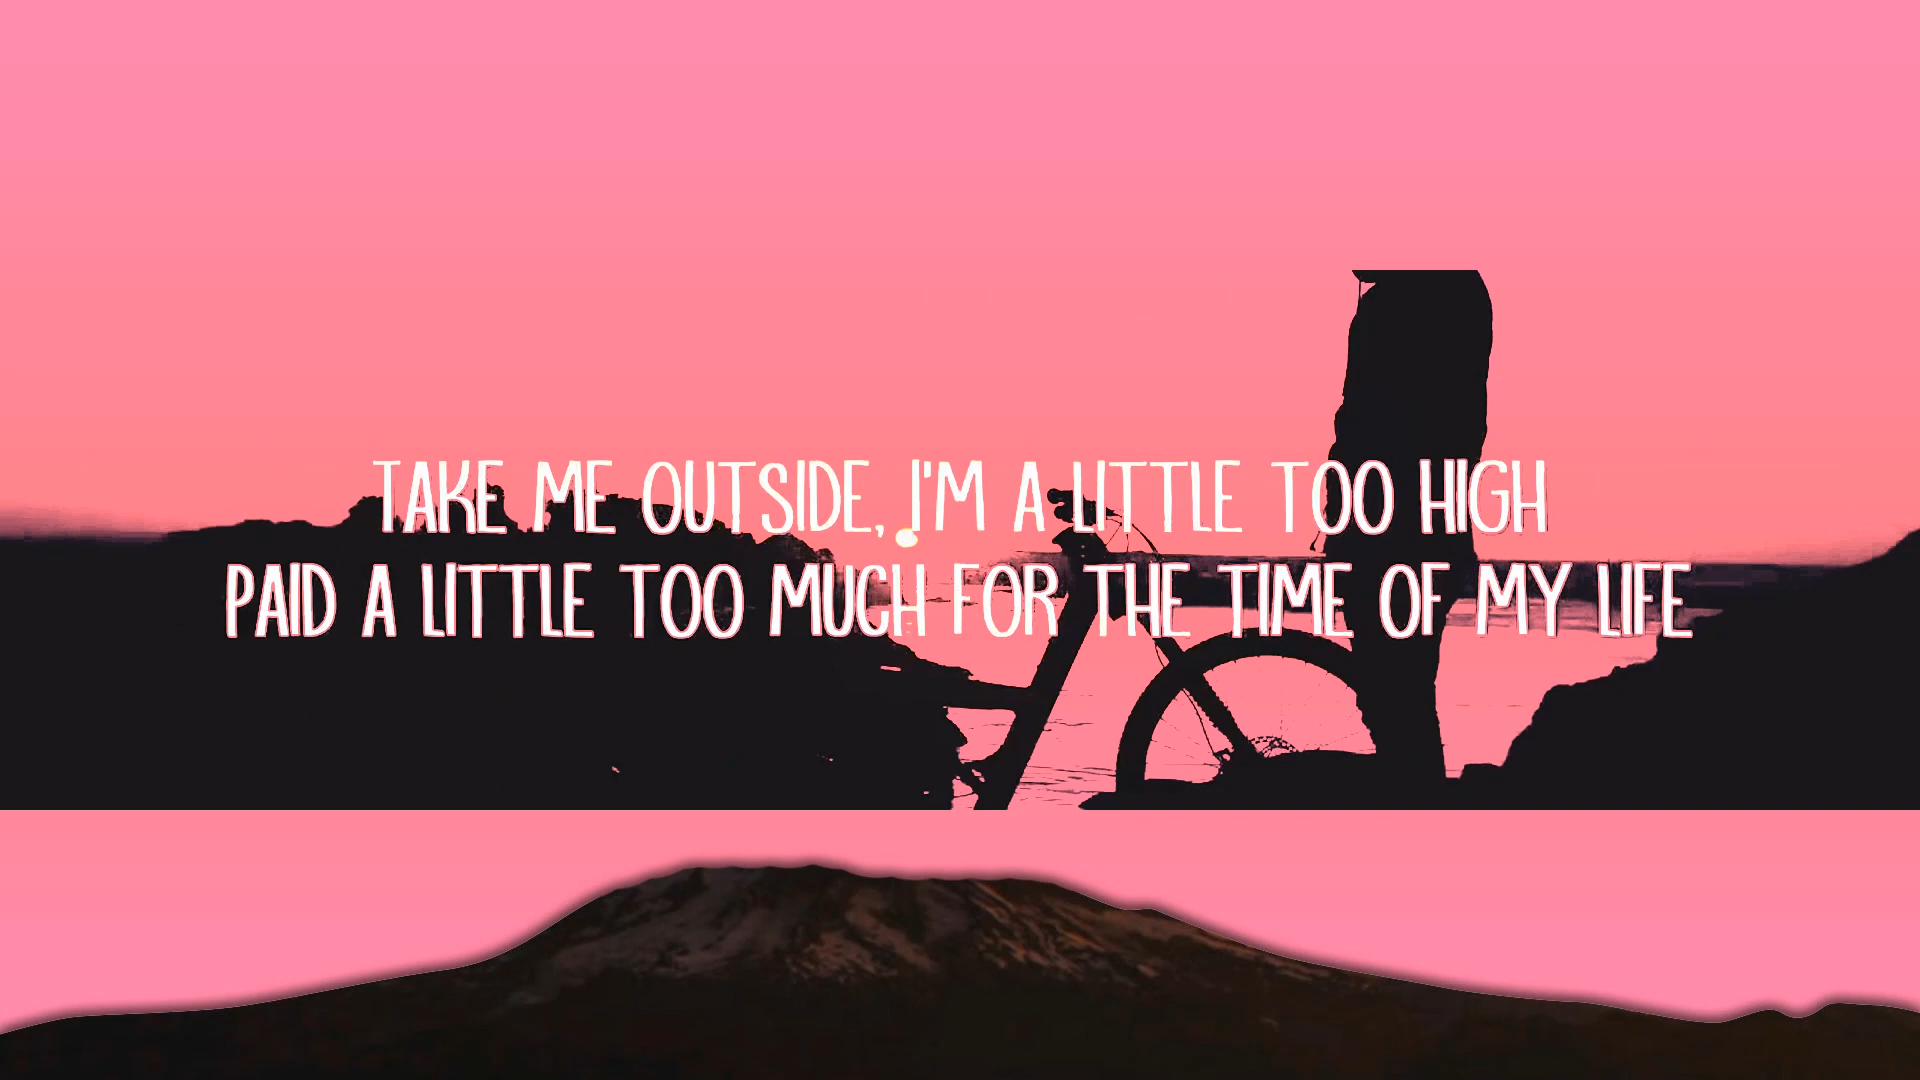 TAKE ME OUTSIDE, I'M A LITTLE TOO HIGH
PAID A LITTLE TOO MUCH FOR THE TIME OF MY LIFE